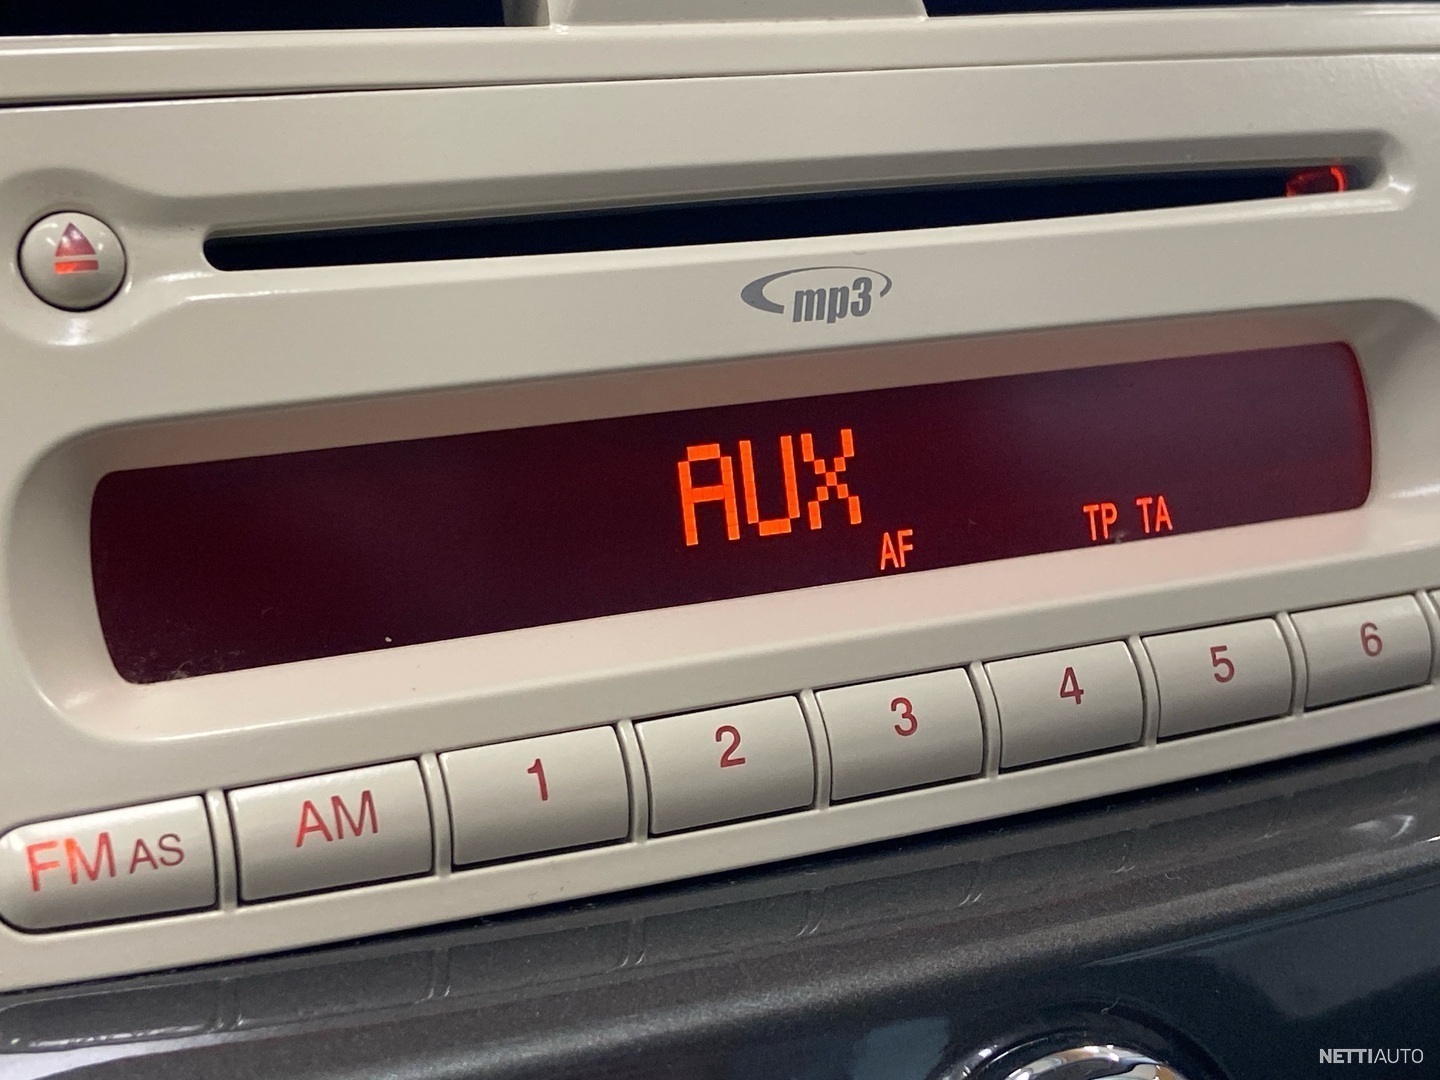 mp3
AUX
AF TP TA
FM AS AM 1 2 3 4 5 6
NETTIAUTO